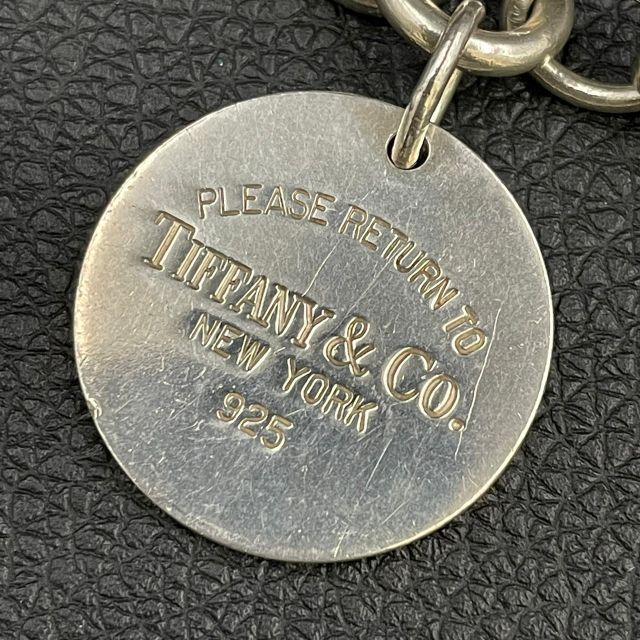 PLEASE RETURN TO
TIFFANY & CO.
NEW YORK
925